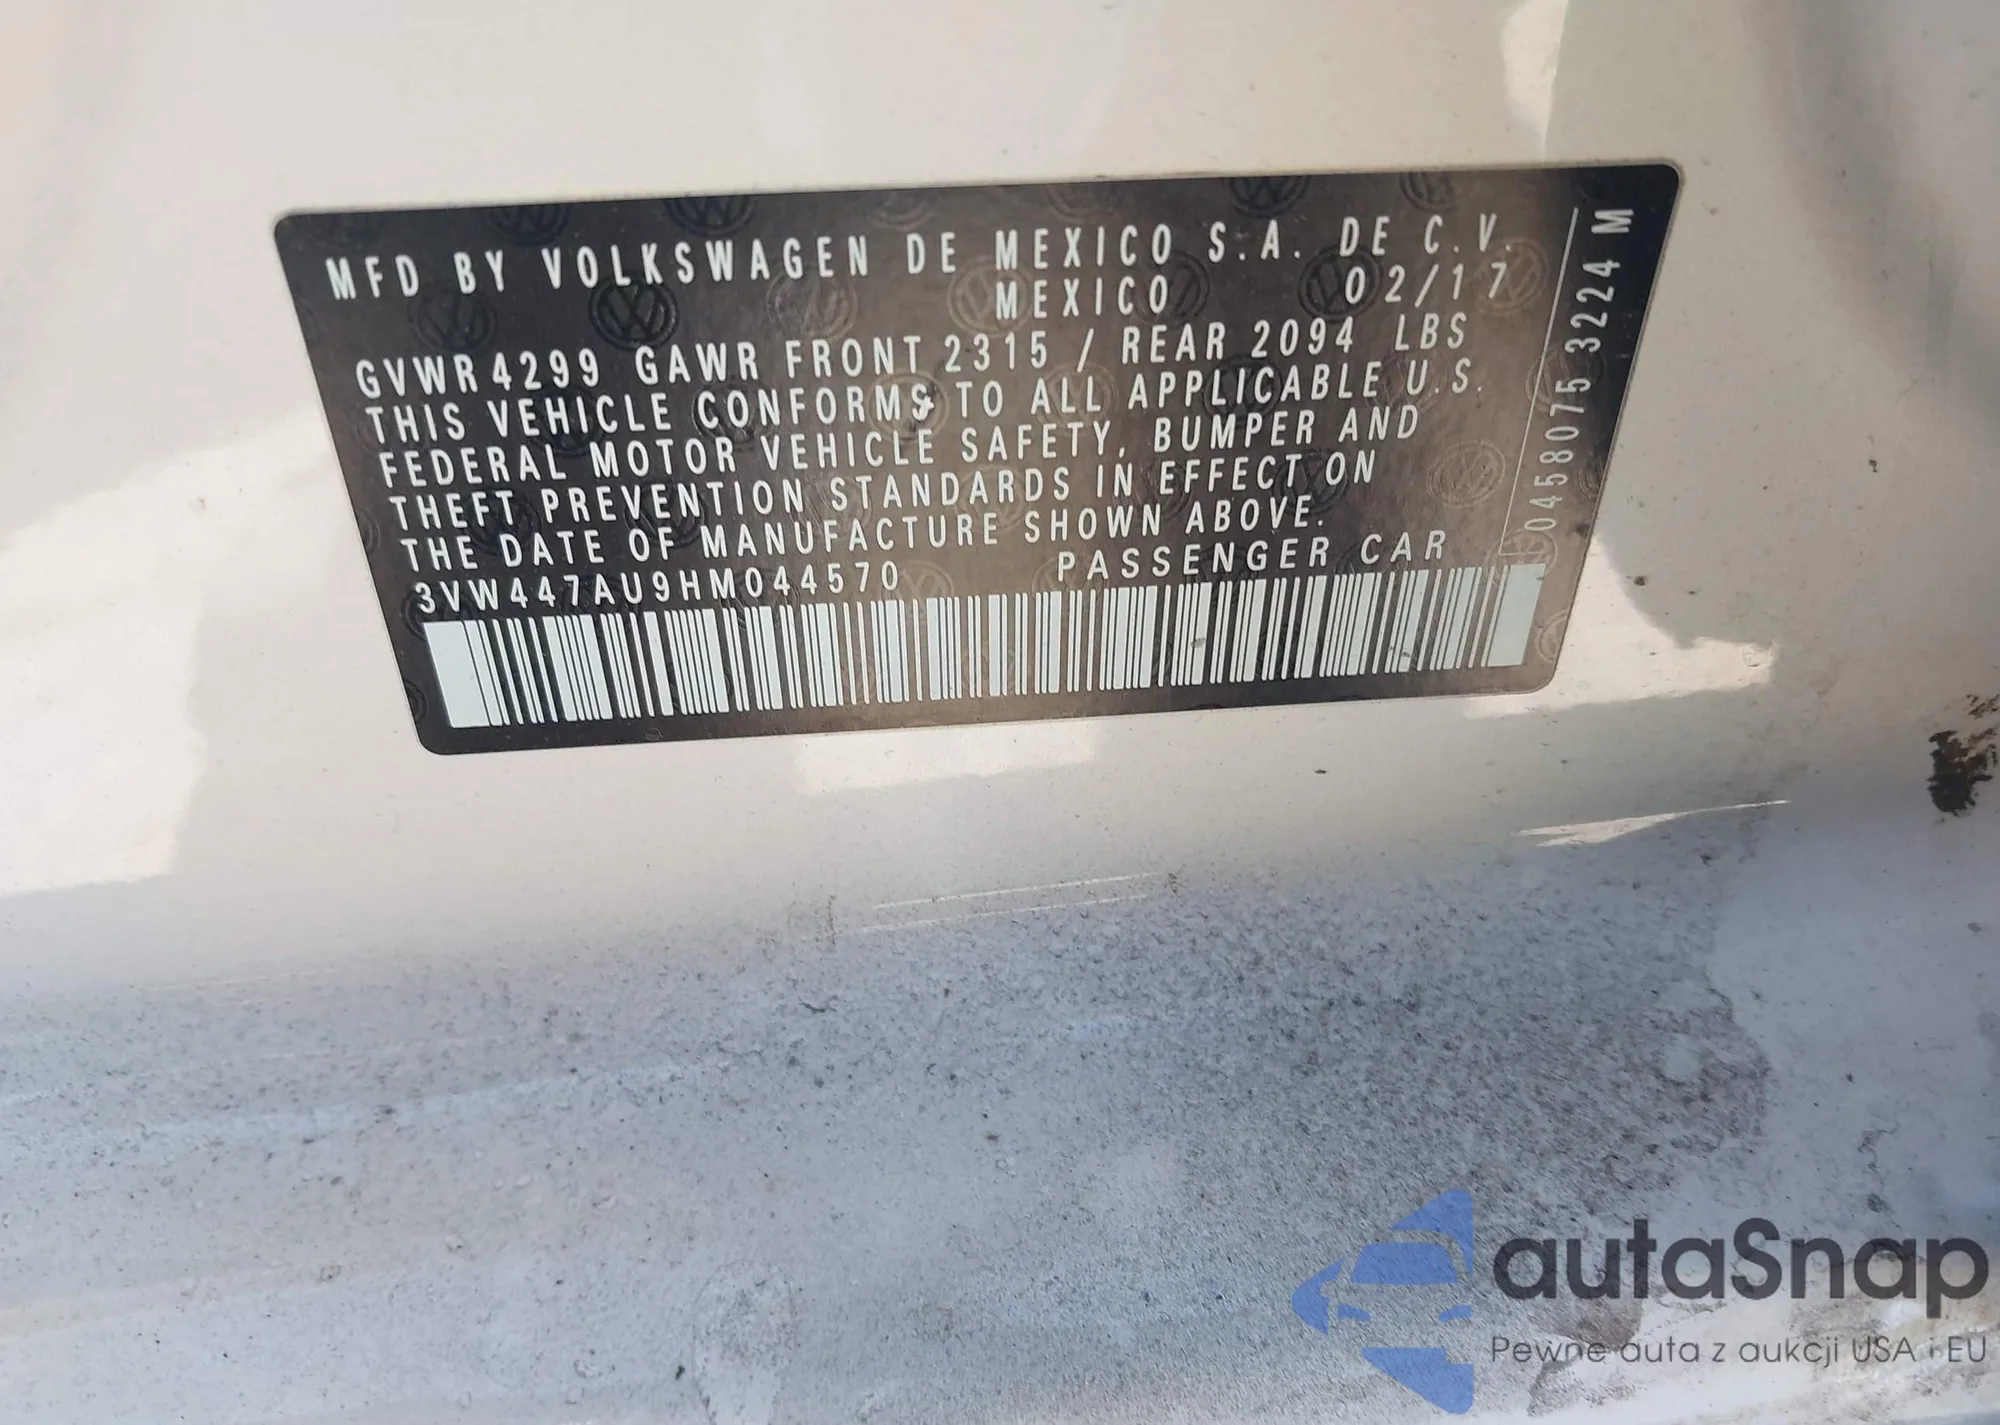 MFD BY VOLKSWAGEN DE MEXICO S.A. DE C.V.
MEXICO 02/17
GVWR 4299 GAWR FRONT 2315 / REAR 2094 LBS
THIS VEHICLE CONFORMS TO ALL APPLICABLE U.S.
FEDERAL MOTOR VEHICLE SAFETY, BUMPER AND
THEFT PREVENTION STANDARDS IN EFFECT ON
THE DATE OF MANUFACTURE SHOWN ABOVE.
3VW447AU9HM044570 PASSENGER CAR
004580753224 M
autaSnap
Pewne auta z aukcji USA i EU